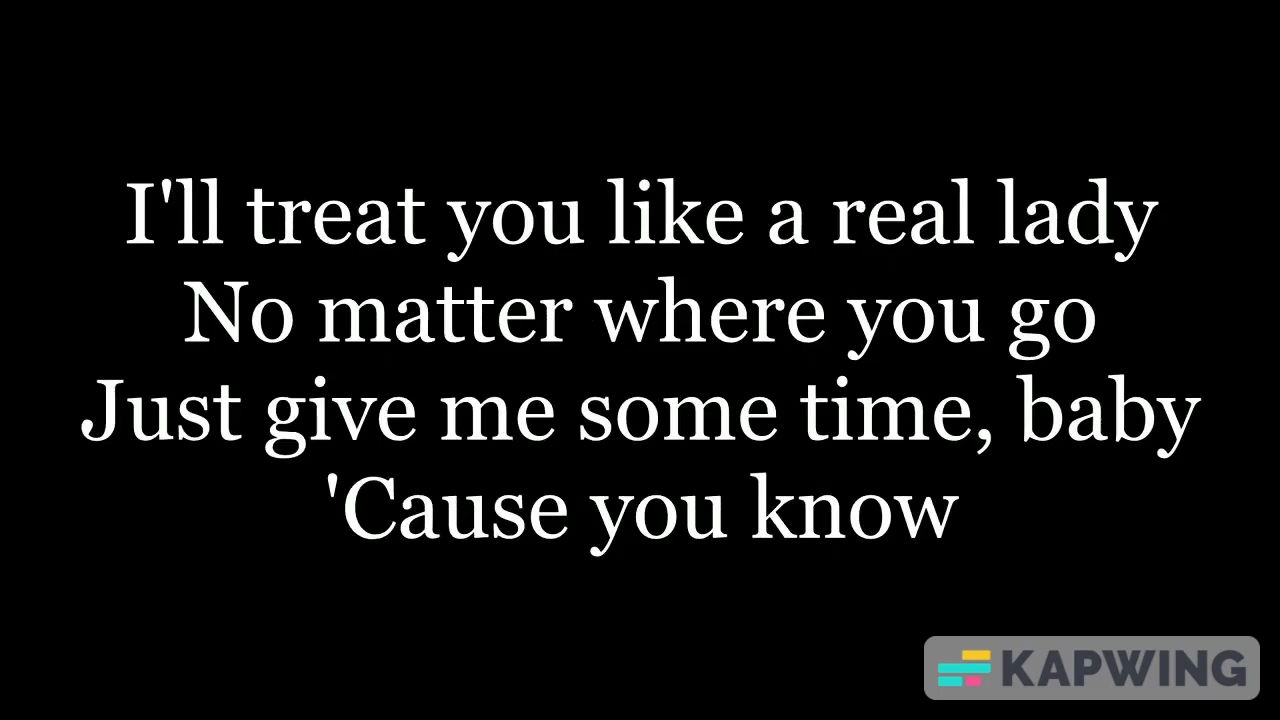 I'll treat you like a real lady
No matter where you go
Just give me some time, baby
'Cause you know
KAPWING